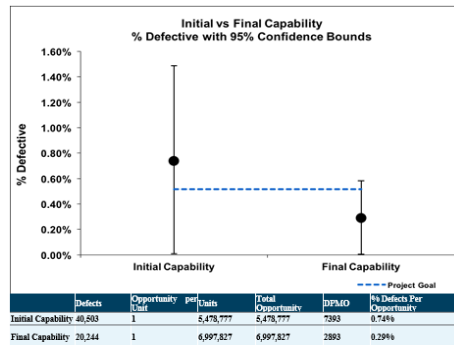 Initial vs Final Capability
% Defective with 95% Confidence Bounds
1.60%
1.40%
1.20%
1.00%
0.80%
0.60%
0.40%
0.20%
0.00%
% Defective
Initial Capability Final Capability
Project Goal
Defects Opportunity per Unit Units Total Opportunity DPMO % Defects Per Opportunity
Initial Capability 40,503 1 5,478,777 5,478,777 7393 0.74%
Final Capability 20,244 1 6,997,827 6,997,827 2893 0.29%